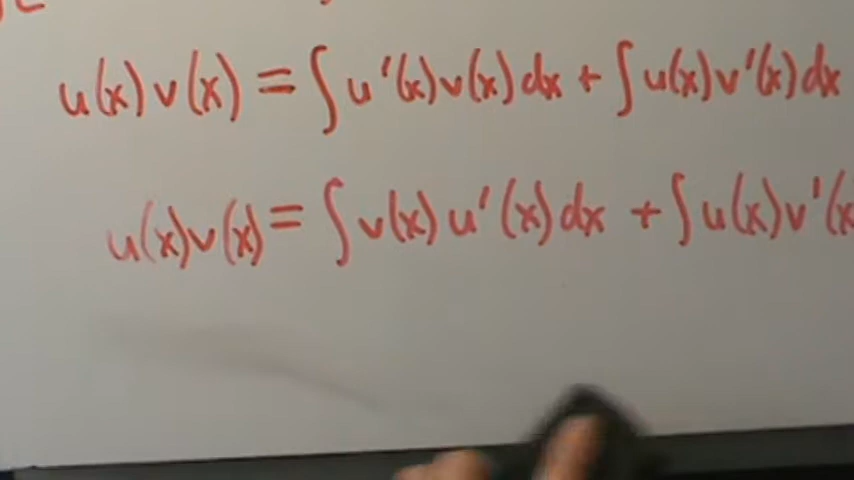 u(x)v(x) = ∫u'(x)v(x)dx + ∫u(x)v'(x)dx
u(x)v(x) = ∫v(x)u'(x)dx + ∫u(x)v'(x